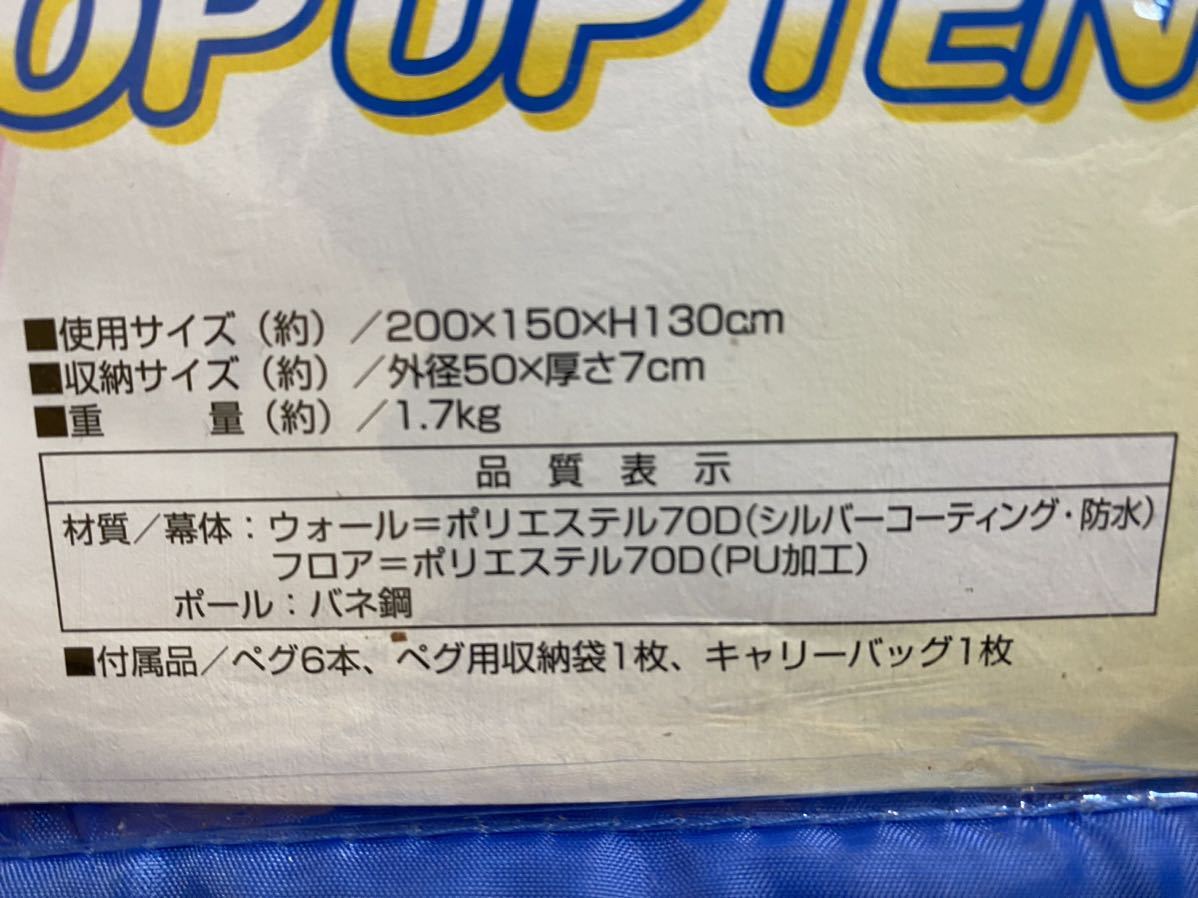 OPUPTEN
■使用サイズ（約）／200×150×H130cm
■収納サイズ（約）／外径50×厚さ7cm
■重　　量（約）／1.7kg
品 質 表 示
材質／幕体：ウォール＝ポリエステル70D(シルバーコーティング・防水)
フロア＝ポリエステル70D(PU加工)
ポール：バネ鋼
■付属品／ペグ6本、ペグ用収納袋1枚、キャリーバッグ1枚